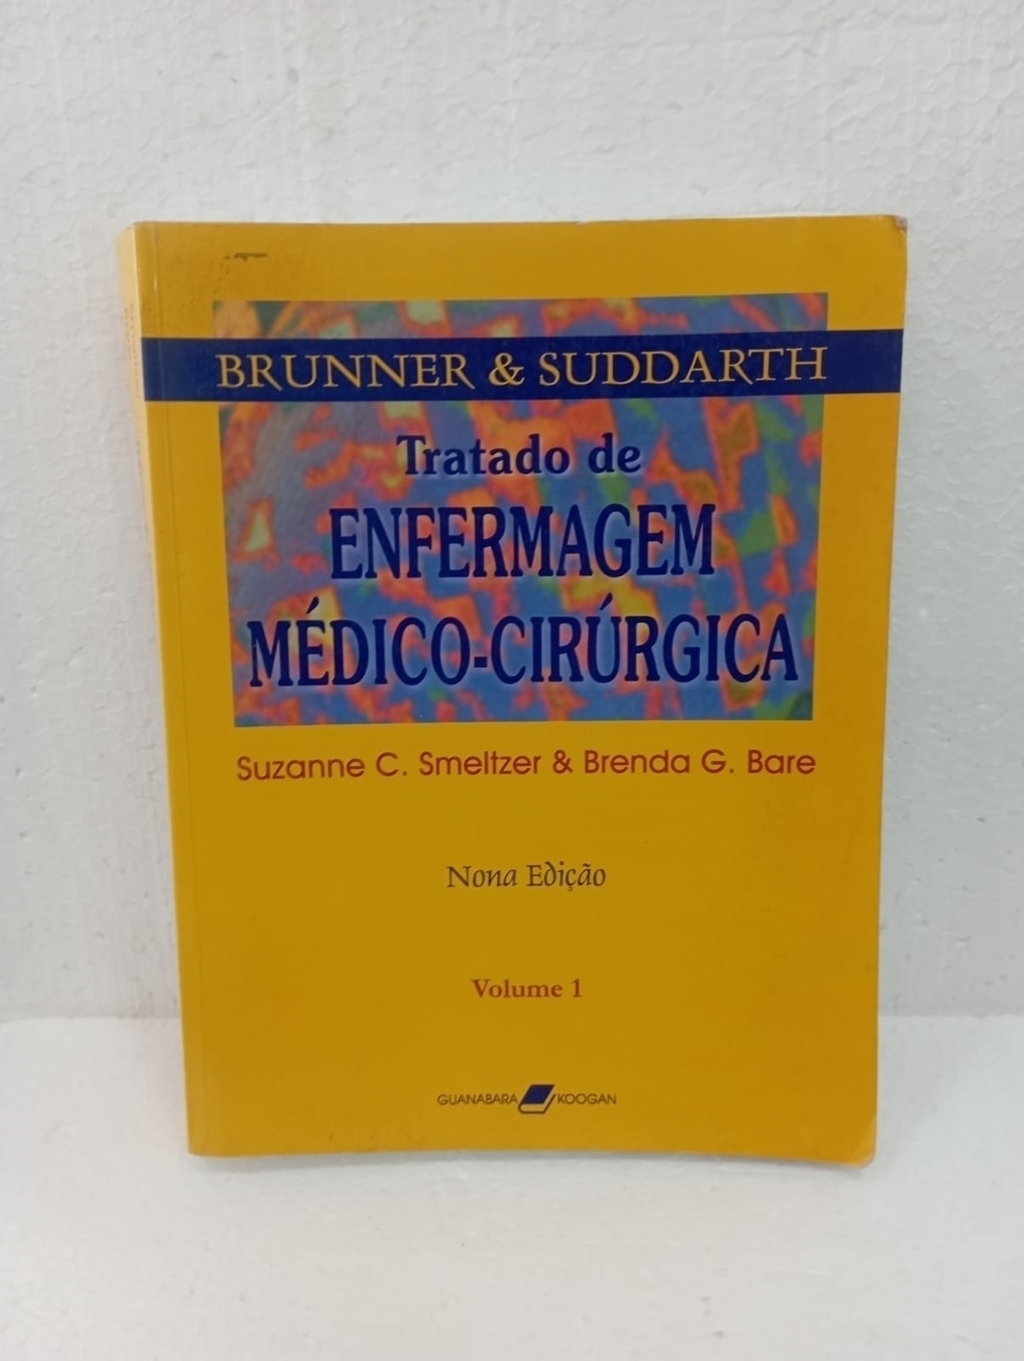 BRUNNER & SUDDARTH
Tratado de
ENFERMAGEM
MÉDICO-CIRÚRGICA
Suzanne C. Smeltzer & Brenda G. Bare
Nona Edição
Volume 1
GUANABARA KOOGAN